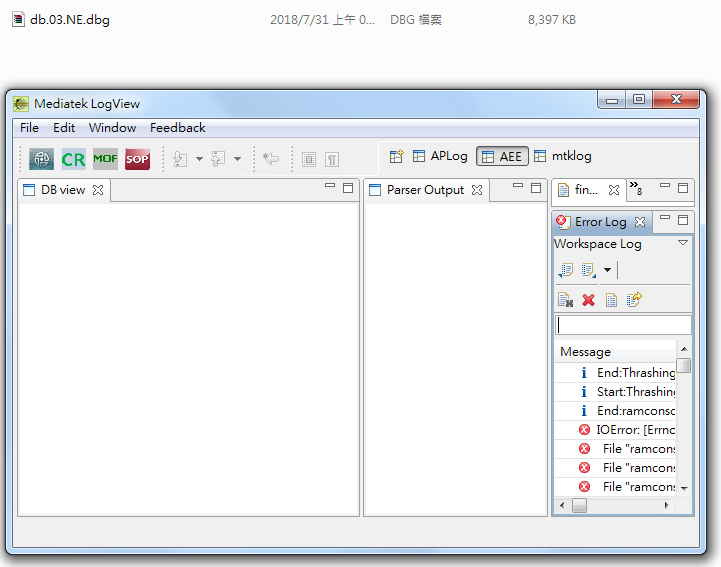 db.03.NE.dbg 2018/7/31 上午 0... DBG 檔案 8,397 KB
Mediatek LogView
File Edit Window Feedback
CR MOF SOP APLog AEE mtklog
DB view Parser Output fin... 8
Error Log
Workspace Log
Message
End:Thrashing
Start:Thrashing
End:ramconsc
IOError: [Errnc
File "ramcons
File "ramcons
File "ramcons